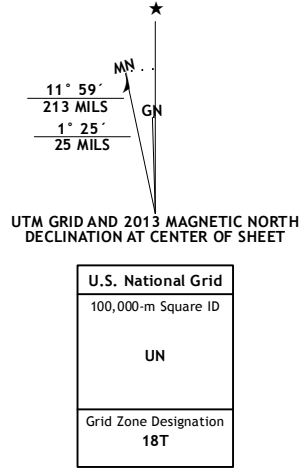 ★
MN
GN
11° 59´
213 MILS
1° 25´
25 MILS
UTM GRID AND 2013 MAGNETIC NORTH
DECLINATION AT CENTER OF SHEET
U.S. National Grid
100,000-m Square ID
UN
Grid Zone Designation
18T